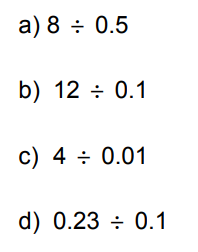 a) 8 ÷ 0.5
b) 12 ÷ 0.1
c) 4 ÷ 0.01
d) 0.23 ÷ 0.1